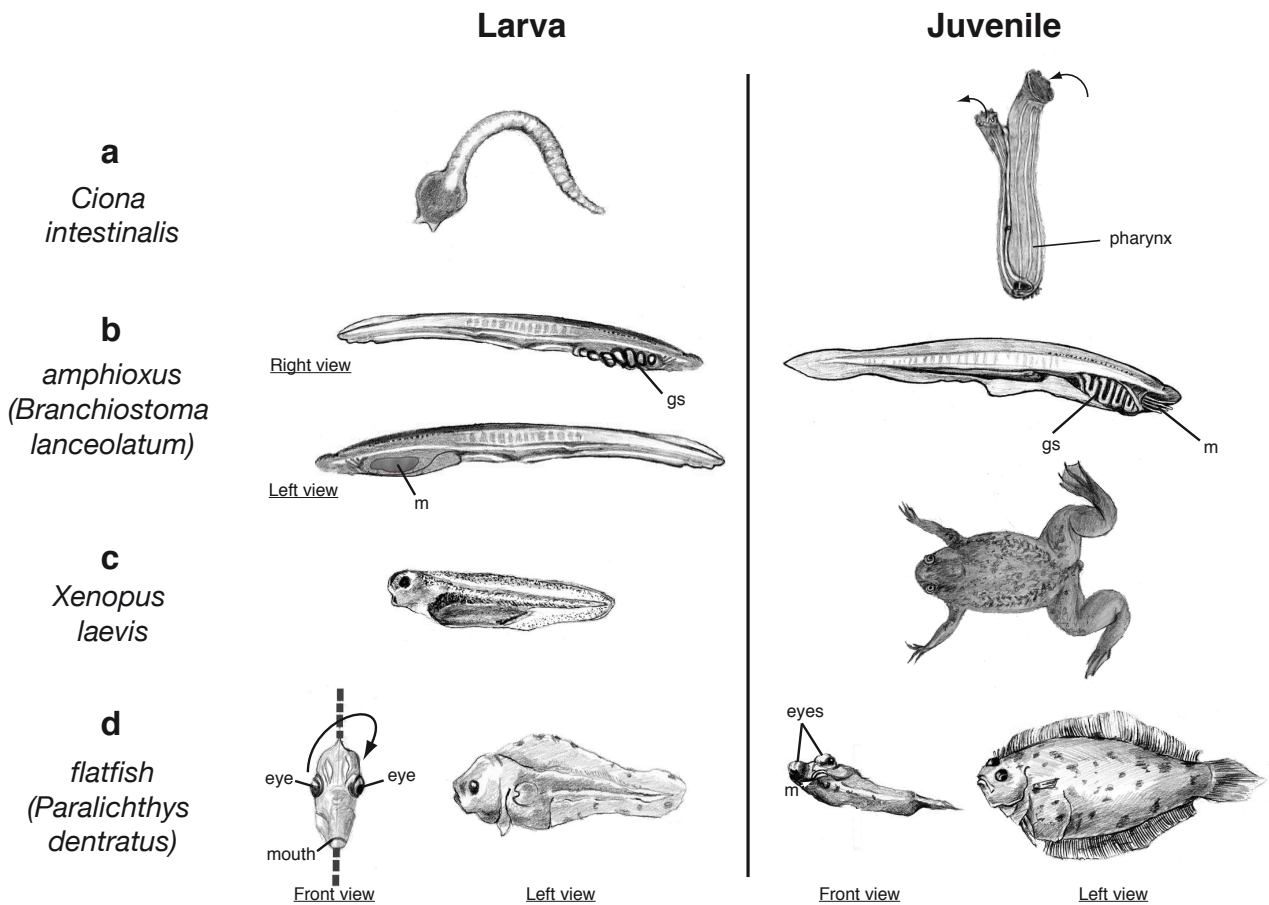 Larva
Juvenile
a
Ciona
intestinalis
pharynx
b
amphioxus
(Branchiostoma
lanceolatum)
Right view
gs
Left view
m
gs
m
c
Xenopus
laevis
d
flatfish
(Paralichthys
dentratus)
eye
eye
mouth
Front view
Left view
eyes
m
Front view
Left view